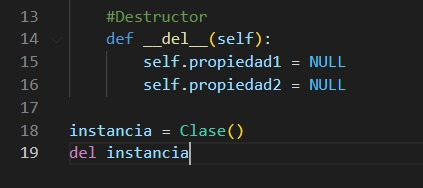 13 #Destructor
14 def __del__(self):
15 self.propiedad1 = NULL
16 self.propiedad2 = NULL
17
18 instancia = Clase()
19 del instancia